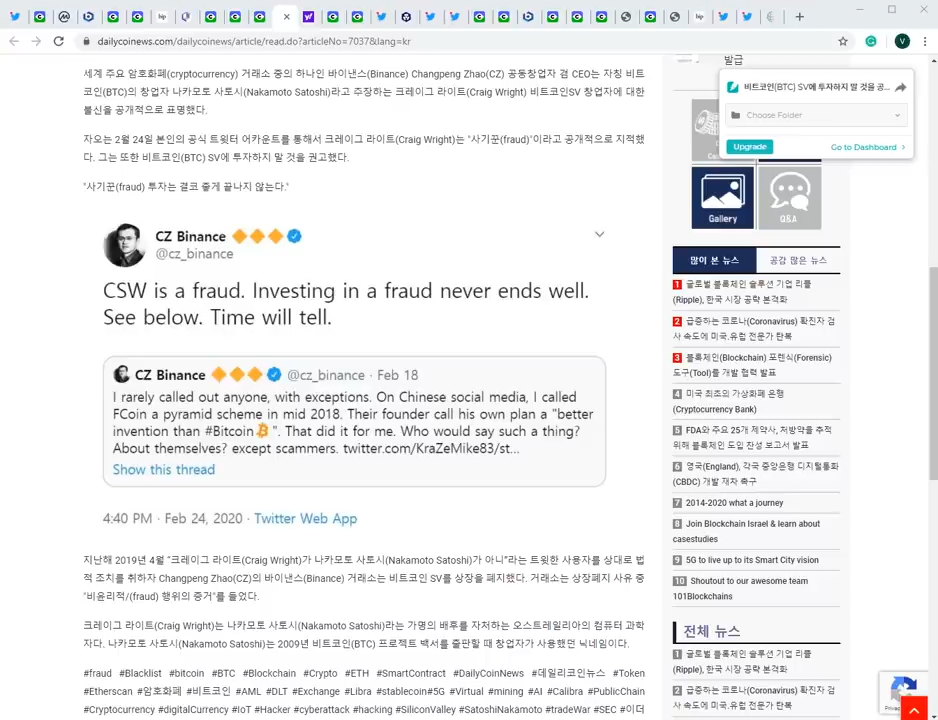 dailycoinews.com/dailycoinews/article/read.do?articleNo=7037&lang=kr
세계 주요 암호화폐(cryptocurrency) 거래소 중의 하나인 바이낸스(Binance) Changpeng Zhao(CZ) 공동창업자 겸 CEO는 자칭 비트
코인(BTC)의 창업자 나카모토 사토시(Nakamoto Satoshi)라고 주장하는 크레이그 라이트(Craig Wright) 비트코인SV 창업자에 대한
불신을 공개적으로 표명했다.
자오는 2월 24일 본인의 공식 트윗터 어카운트를 통해서 크레이그 라이트(Craig Wright)는 "사기꾼(fraud)"이라고 공개적으로 지적했
다. 그는 또한 비트코인(BTC) SV에 투자하지 말 것을 권고했다.
"사기꾼(fraud) 투자는 결코 좋게 끝나지 않는다."
CZ Binance
@cz_binance
CSW is a fraud. Investing in a fraud never ends well.
See below. Time will tell.
CZ Binance @cz_binance · Feb 18
I rarely called out anyone, with exceptions. On Chinese social media, I called
FCoin a pyramid scheme in mid 2018. Their founder call his own plan a "better
invention than #Bitcoin ". That did it for me. Who would say such a thing?
About themselves? except scammers. twitter.com/KraZeMike83/st...
Show this thread
4:40 PM · Feb 24, 2020 · Twitter Web App
지난해 2019년 4월 "크레이그 라이트(Craig Wright)가 나카모토 사토시(Nakamoto Satoshi)가 아니"라는 트윗한 사용자를 상대로 법
적 조치를 취하자 Changpeng Zhao(CZ)의 바이낸스(Binance) 거래소는 비트코인 SV를 상장을 폐지했다. 거래소는 상장폐지 사유 중
"비윤리적/(fraud) 행위의 증거"를 들었다.
크레이그 라이트(Craig Wright)는 나카모토 사토시(Nakamoto Satoshi)라는 가명의 배후를 자처하는 오스트레일리아의 컴퓨터 과학
자다. 나카모토 사토시(Nakamoto Satoshi)는 2009년 비트코인(BTC) 프로젝트 백서를 출판할 때 창업자가 사용했던 닉네임이다.
#fraud #Blacklist #bitcoin #BTC #Blockchain #Crypto #ETH #SmartContract #DailyCoinNews #데일리코인뉴스 #Token
#Etherscan #암호화폐 #비트코인 #AML #DLT #Exchange #Libra #stablecoin#5G #Virtual #mining #AI #Calibra #PublicChain
#Cryptocurrency #digitalCurrency #IoT #Hacker #cyberattack #hacking #SiliconValley #SatoshiNakamoto #tradeWar #SEC #이더
발급
비트코인(BTC) SV에 투자하지 말 것을 공...
Choose Folder
Upgrade
Go to Dashboard
Gallery
Q&A
많이 본 뉴스
공감 많은 뉴스
1 글로벌 블록체인 솔루션 기업 리플
(Ripple), 한국 시장 공략 본격화
2 급증하는 코로나(Coronavirus) 확진자 검
사 속도에 미국.유럽 전문가 탄복
3 블록체인(Blockchain) 포렌식(Forensic)
도구(Tool)를 개발 협력 발표
4 미국 최초의 가상화폐 은행
(Cryptocurrency Bank)
5 FDA와 주요 25개 제약사, 처방약을 추적
위해 블록체인 도입 찬성 보고서 발표
6 영국(England), 각국 중앙은행 디지털통화
(CBDC) 개발 재차 촉구
7 2014-2020 what a journey
8 Join Blockchain Israel & learn about
casestudies
9 5G to live up to its Smart City vision
10 Shoutout to our awesome team
101Blockchains
전체 뉴스
1 글로벌 블록체인 솔루션 기업 리플
(Ripple), 한국 시장 공략 본격화
2 급증하는 코로나(Coronavirus) 확진자 검
사 속도에 미국.유럽 전문가 탄복